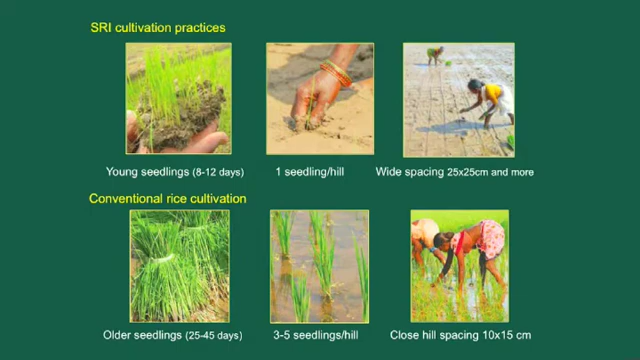 SRI cultivation practices
Young seedlings (8-12 days)
1 seedling/hill
Wide spacing 25x25cm and more
Conventional rice cultivation
Older seedlings (25-45 days)
3-5 seedlings/hill
Close hill spacing 10x15 cm